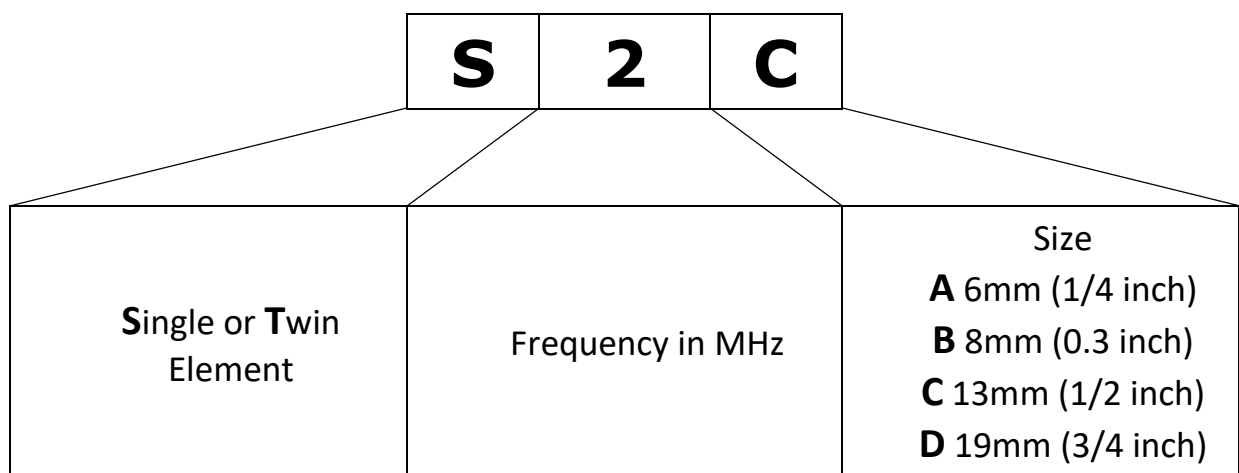 S 2 C
Single or Twin
Element
Frequency in MHz
Size
A 6mm (1/4 inch)
B 8mm (0.3 inch)
C 13mm (1/2 inch)
D 19mm (3/4 inch)